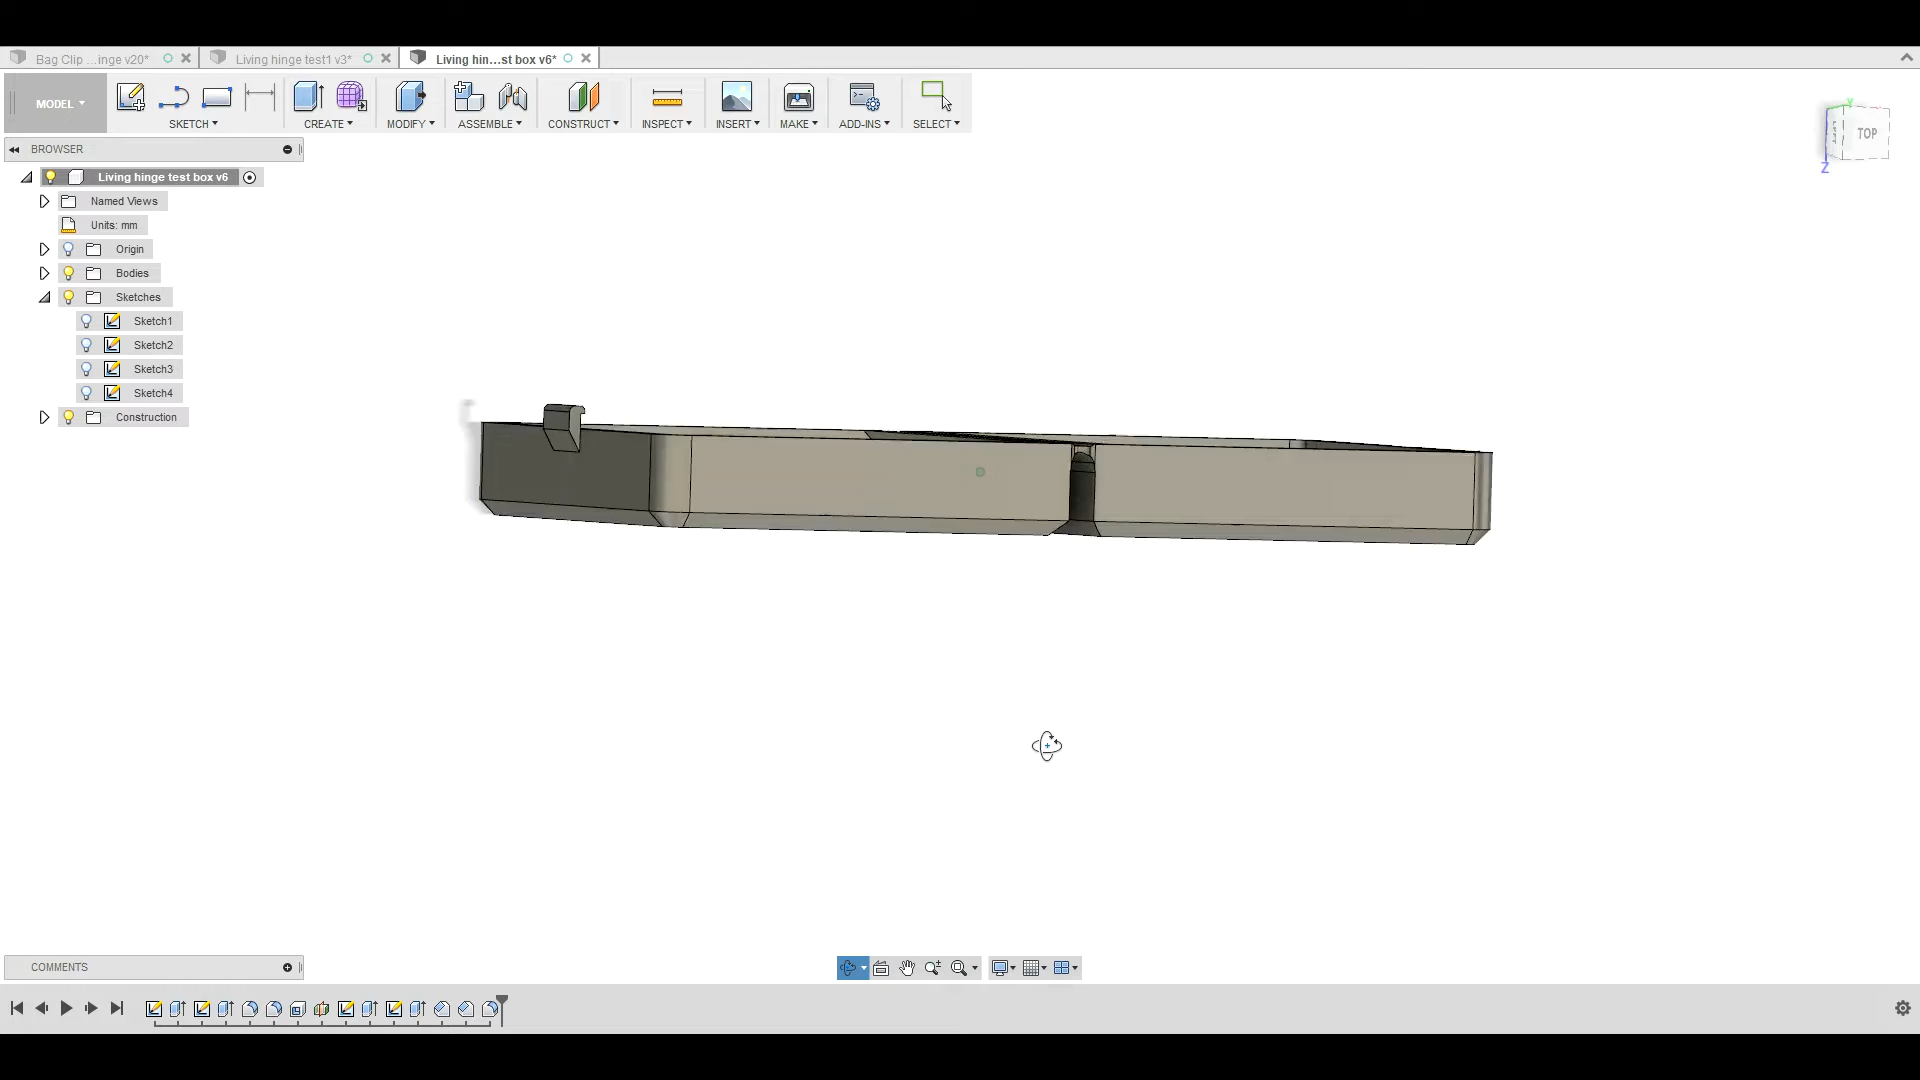 Bag Clip ...inge v20*
Living hinge test1 v3*
Living hin...st box v6*
MODEL
SKETCH
CREATE
MODIFY
ASSEMBLE
CONSTRUCT
INSPECT
INSERT
MAKE
ADD-INS
SELECT
BROWSER
Living hinge test box v6
Named Views
Units: mm
Origin
Bodies
Sketches
Sketch1
Sketch2
Sketch3
Sketch4
Construction
Y
LEFT
TOP
Z
COMMENTS